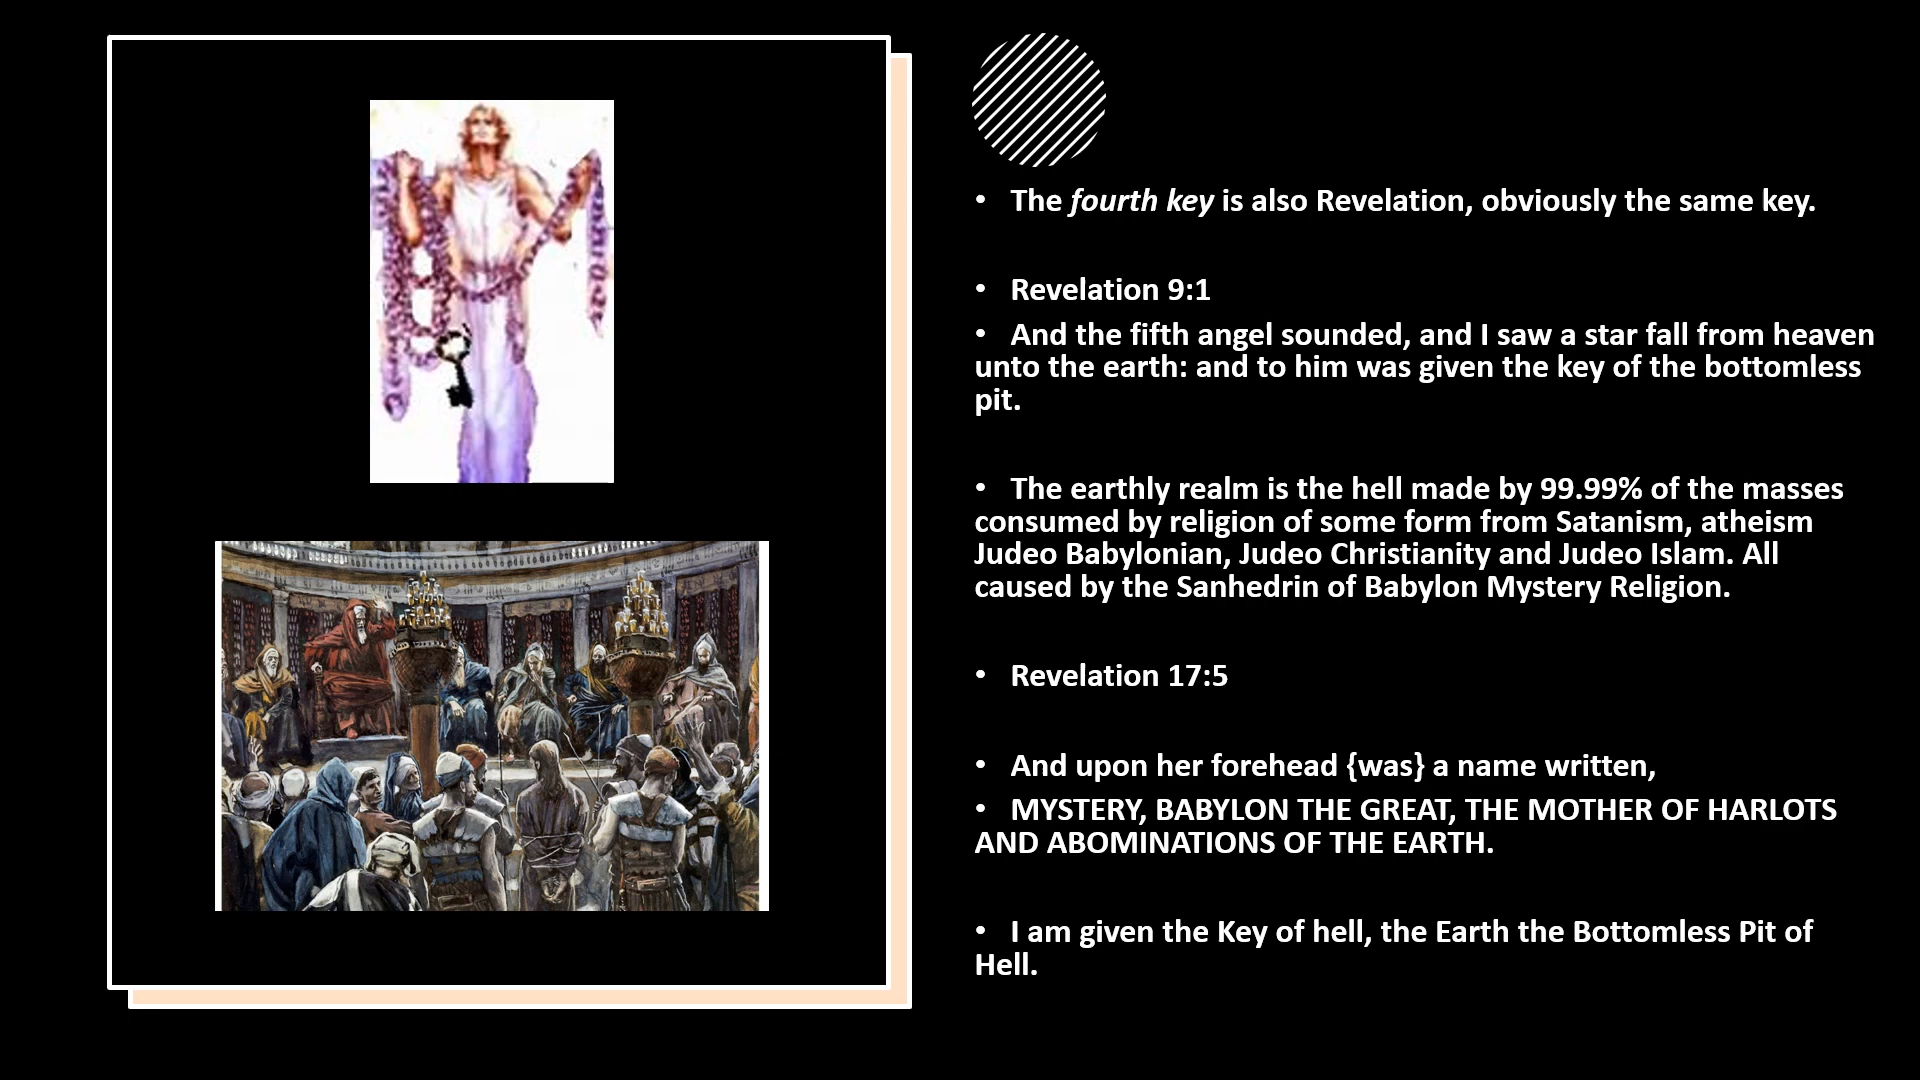 • The fourth key is also Revelation, obviously the same key.
• Revelation 9:1
• And the fifth angel sounded, and I saw a star fall from heaven
unto the earth: and to him was given the key of the bottomless
pit.
• The earthly realm is the hell made by 99.99% of the masses
consumed by religion of some form from Satanism, atheism
Judeo Babylonian, Judeo Christianity and Judeo Islam. All
caused by the Sanhedrin of Babylon Mystery Religion.
• Revelation 17:5
• And upon her forehead {was} a name written,
• MYSTERY, BABYLON THE GREAT, THE MOTHER OF HARLOTS
AND ABOMINATIONS OF THE EARTH.
• I am given the Key of hell, the Earth the Bottomless Pit of
Hell.